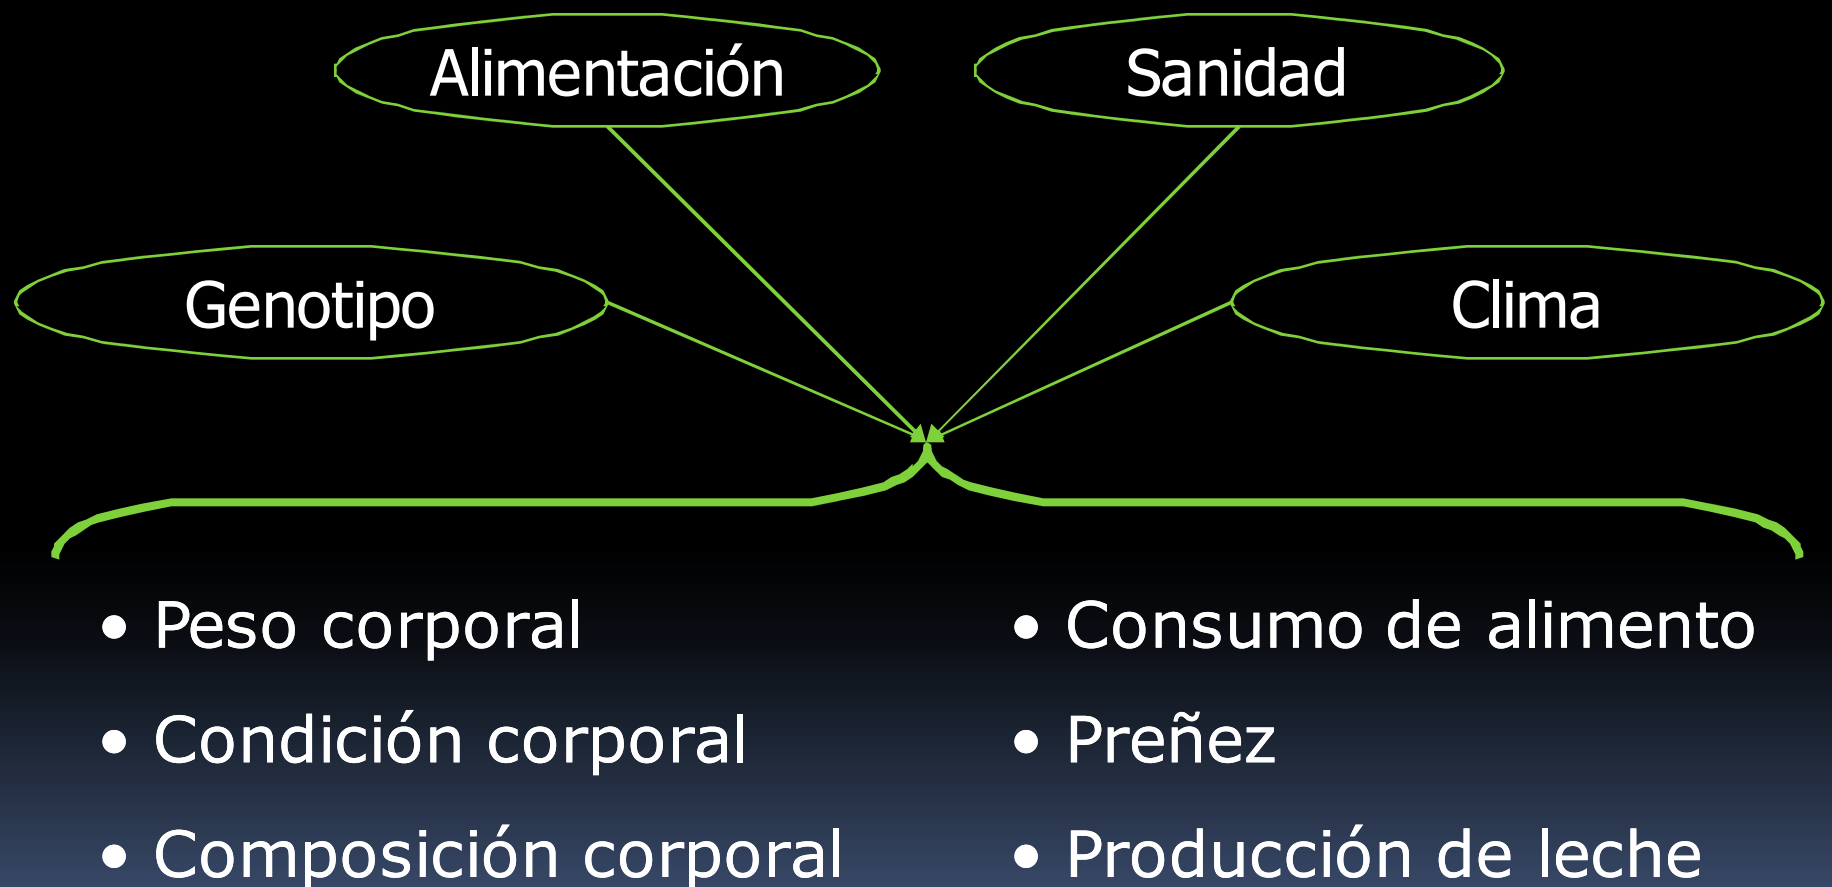 Alimentación
Sanidad
Genotipo
Clima
• Peso corporal
• Condición corporal
• Composición corporal
• Consumo de alimento
• Preñez
• Producción de leche